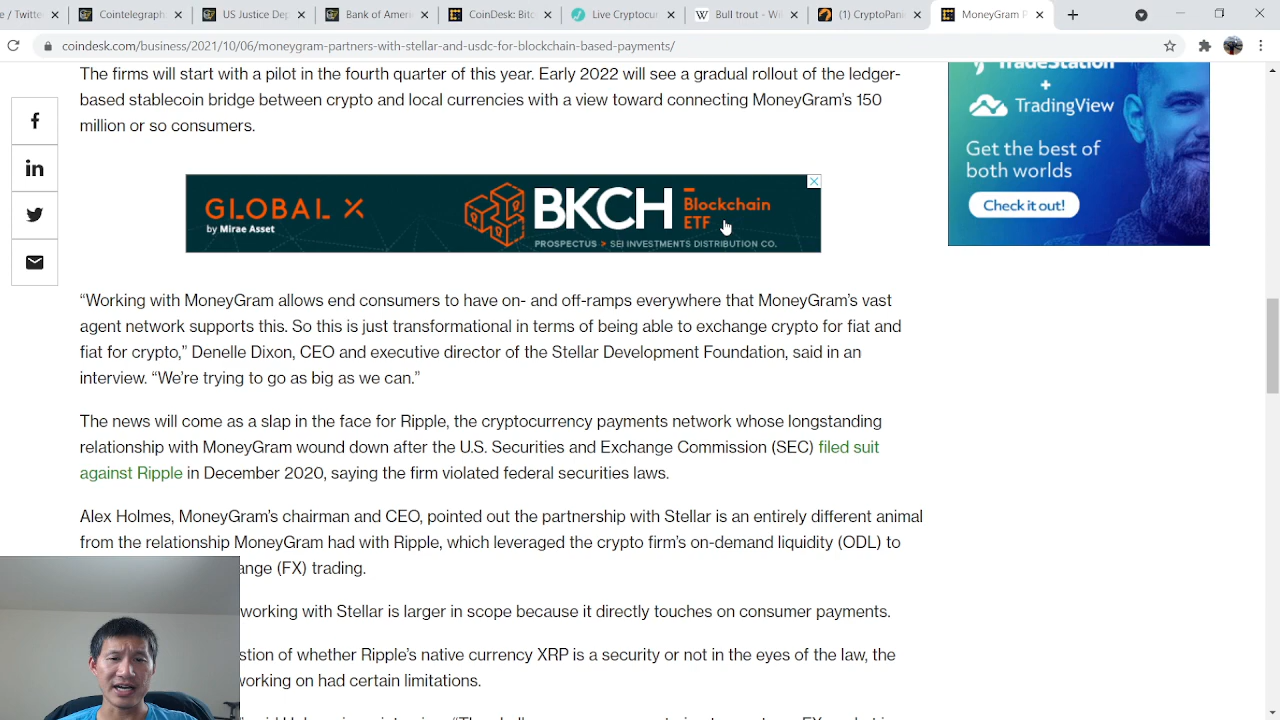 / Twitter
Cointelegraph
US Justice Dep
Bank of Ameri
CoinDesk Bitc
Live Cryptocur
Bull trout - Wi
(1) CryptoPani
MoneyGram P
coindesk.com/business/2021/10/06/moneygram-partners-with-stellar-and-usdc-for-blockchain-based-payments/
The firms will start with a pilot in the fourth quarter of this year. Early 2022 will see a gradual rollout of the ledger-
based stablecoin bridge between crypto and local currencies with a view toward connecting MoneyGram's 150
million or so consumers.
TradeStation
+
TradingView
Get the best of
both worlds
Check it out!
GLOBAL X
by Mirae Asset
BKCH
Blockchain
ETF
PROSPECTUS > SEI INVESTMENTS DISTRIBUTION CO.
“Working with MoneyGram allows end consumers to have on- and off-ramps everywhere that MoneyGram's vast
agent network supports this. So this is just transformational in terms of being able to exchange crypto for fiat and
fiat for crypto,” Denelle Dixon, CEO and executive director of the Stellar Development Foundation, said in an
interview. “We're trying to go as big as we can.”
The news will come as a slap in the face for Ripple, the cryptocurrency payments network whose longstanding
relationship with MoneyGram wound down after the U.S. Securities and Exchange Commission (SEC) filed suit
against Ripple in December 2020, saying the firm violated federal securities laws.
Alex Holmes, MoneyGram's chairman and CEO, pointed out the partnership with Stellar is an entirely different animal
from the relationship MoneyGram had with Ripple, which leveraged the crypto firm's on-demand liquidity (ODL) to
ange (FX) trading.
working with Stellar is larger in scope because it directly touches on consumer payments.
stion of whether Ripple's native currency XRP is a security or not in the eyes of the law, the
working on had certain limitations.